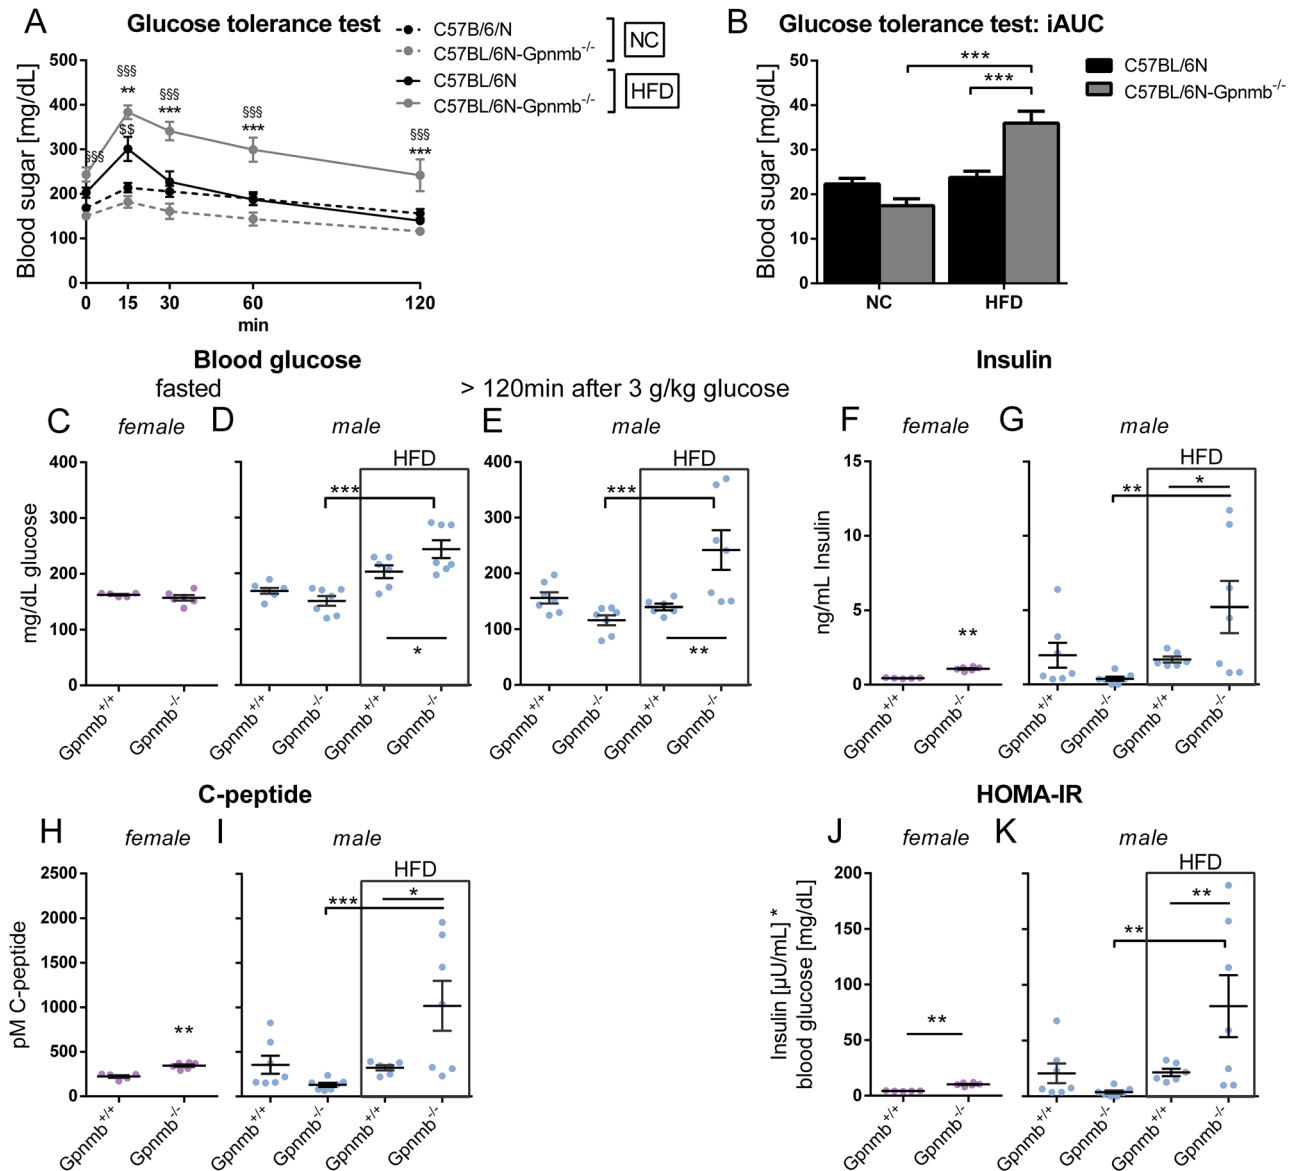 A
Glucose tolerance test
C57B/6/N
C57BL/6N-Gpnmb-/-
NC
C57BL/6N
C57BL/6N-Gpnmb-/-
HFD
Blood sugar [mg/dL]
500
400
300
200
100
0
§§§
§§§
**
$$
§§§
***
§§§
***
§§§
***
0
15
30
60
120
min
B
Glucose tolerance test: iAUC
C57BL/6N
C57BL/6N-Gpnmb-/-
Blood sugar [mg/dL]
50
40
30
20
10
0
***
***
NC
HFD
Blood glucose
fasted
> 120min after 3 g/kg glucose
Insulin
C
female
mg/dL glucose
400
300
200
100
0
Gpnmb+/+
Gpnmb-/-
D
male
HFD
***
*
Gpnmb+/+
Gpnmb-/-
Gpnmb+/+
Gpnmb-/-
E
male
HFD
400
300
200
100
0
***
**
Gpnmb+/+
Gpnmb-/-
Gpnmb+/+
Gpnmb-/-
F
female
ng/mL Insulin
15
10
5
0
**
Gpnmb+/+
Gpnmb-/-
G
male
HFD
**
*
Gpnmb+/+
Gpnmb-/-
Gpnmb+/+
Gpnmb-/-
C-peptide
HOMA-IR
H
female
pM C-peptide
2500
2000
1500
1000
500
0
**
Gpnmb+/+
Gpnmb-/-
I
male
HFD
***
*
Gpnmb+/+
Gpnmb-/-
Gpnmb+/+
Gpnmb-/-
J
female
Insulin [µU/mL] *
blood glucose [mg/dL]
200
150
100
50
0
**
Gpnmb+/+
Gpnmb-/-
K
male
HFD
**
**
Gpnmb+/+
Gpnmb-/-
Gpnmb+/+
Gpnmb-/-